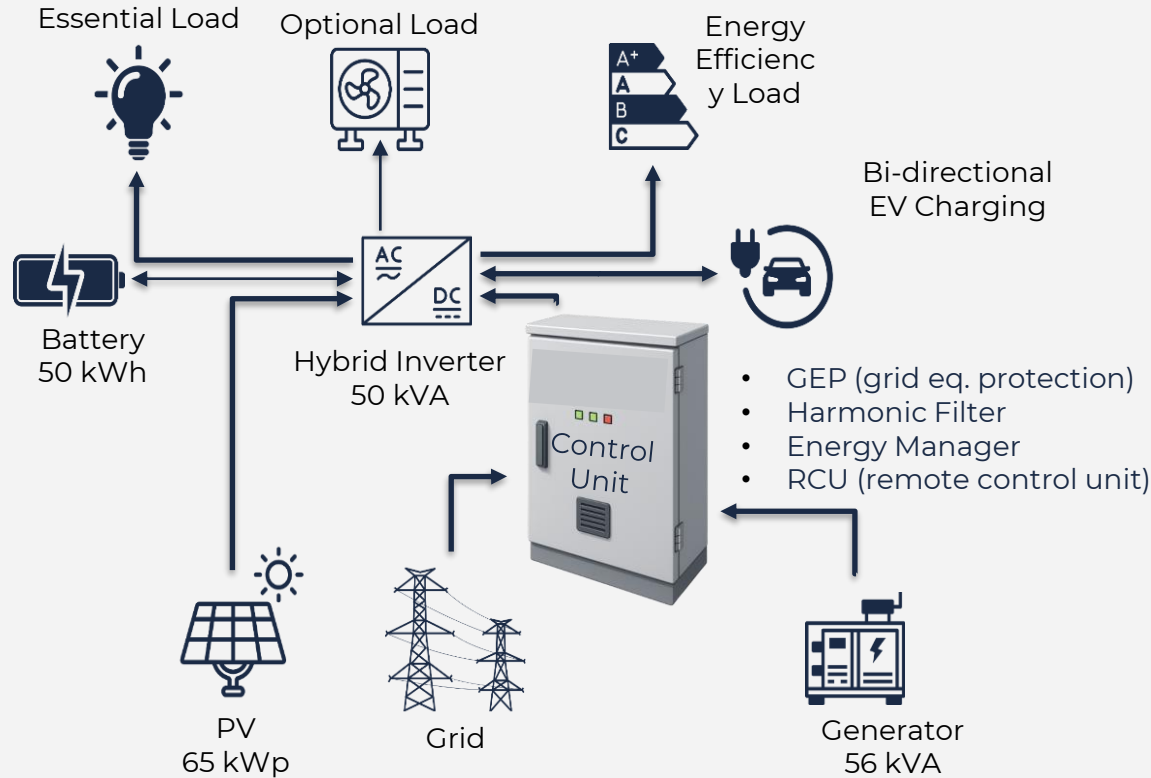 Essential Load
Optional Load
Energy
Efficienc
y Load
A+
A
B
C
Bi-directional
EV Charging
AC
DC
Battery
50 kWh
Hybrid Inverter
50 kVA
Control
Unit
• GEP (grid eq. protection)
• Harmonic Filter
• Energy Manager
• RCU (remote control unit)
PV
65 kWp
Grid
Generator
56 kVA